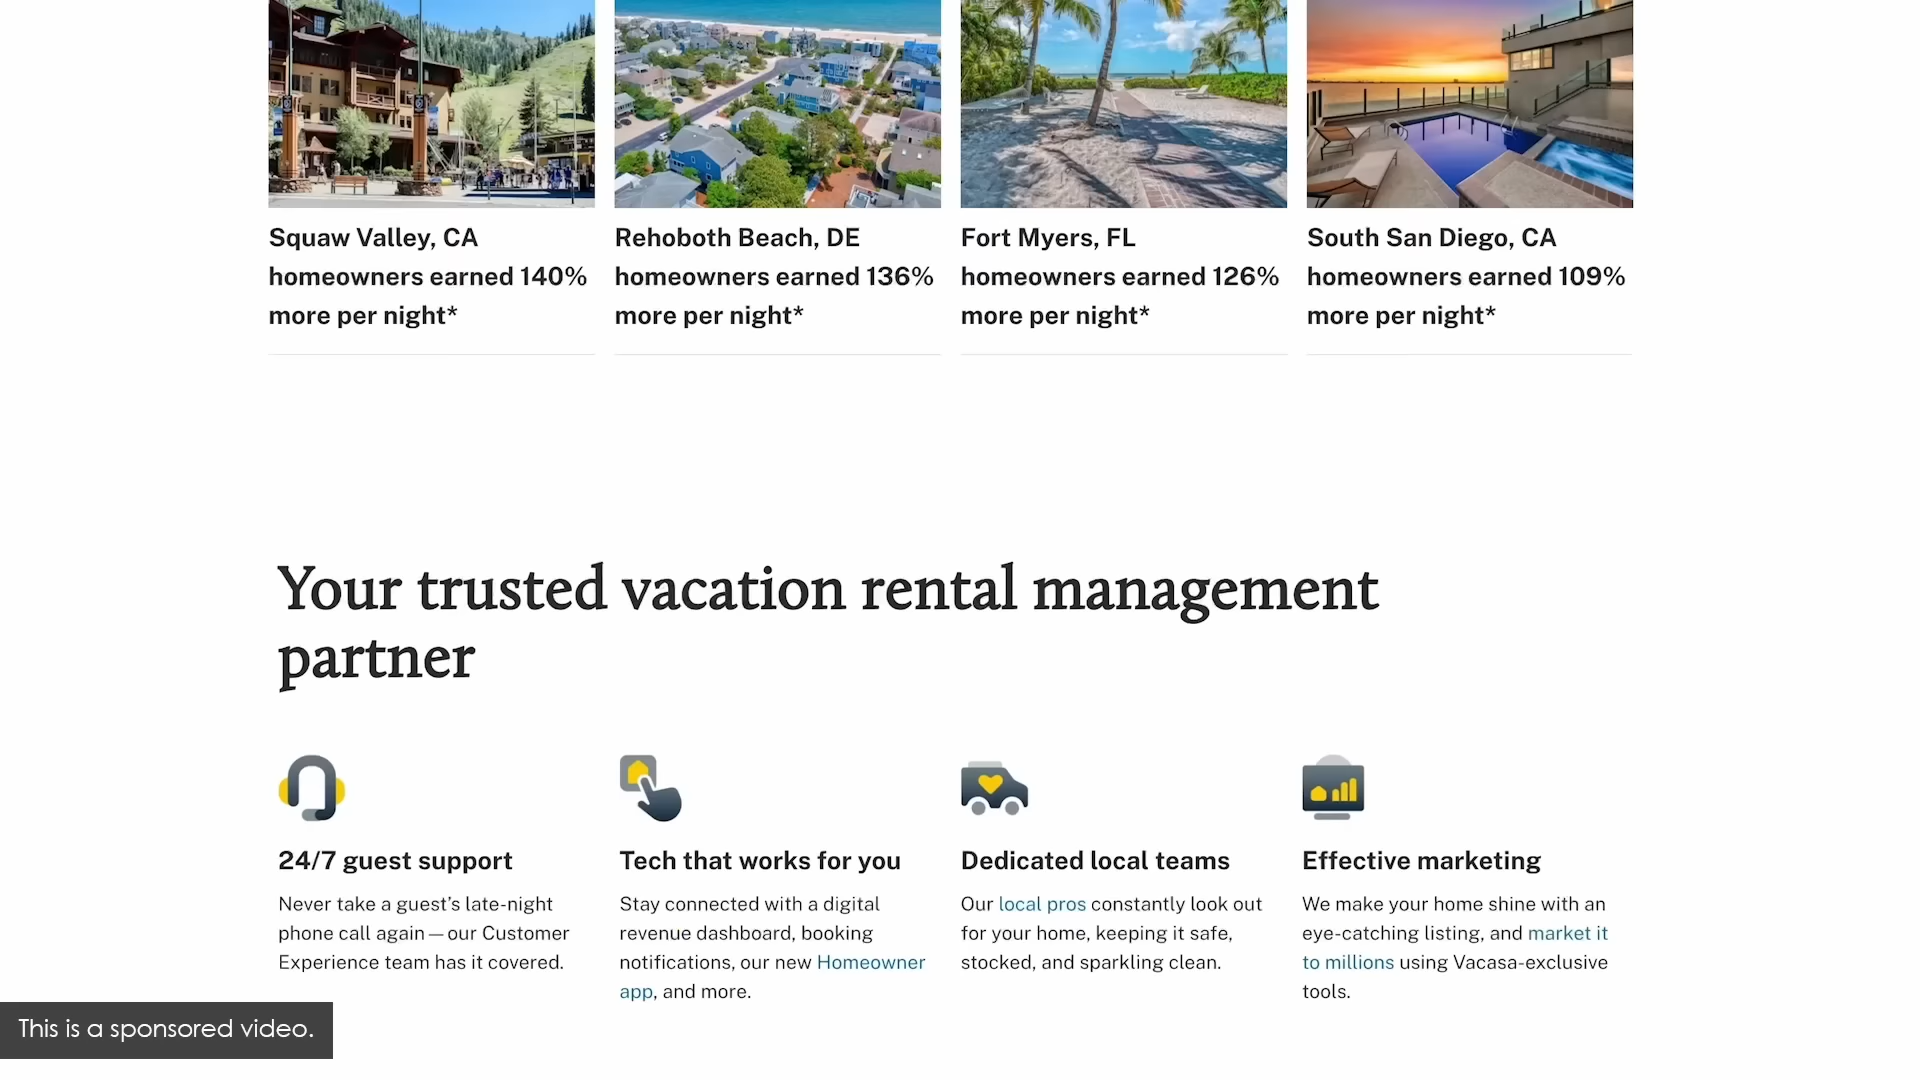 Squaw Valley, CA
homeowners earned 140%
more per night*
Rehoboth Beach, DE
homeowners earned 136%
more per night*
Fort Myers, FL
homeowners earned 126%
more per night*
South San Diego, CA
homeowners earned 109%
more per night*
Your trusted vacation rental management
partner
24/7 guest support
Never take a guest's late-night
phone call again—our Customer
Experience team has it covered.
Tech that works for you
Stay connected with a digital
revenue dashboard, booking
notifications, our new Homeowner
app, and more.
Dedicated local teams
Our local pros constantly look out
for your home, keeping it safe,
stocked, and sparkling clean.
Effective marketing
We make your home shine with an
eye-catching listing, and market it
to millions using Vacasa-exclusive
tools.
This is a sponsored video.